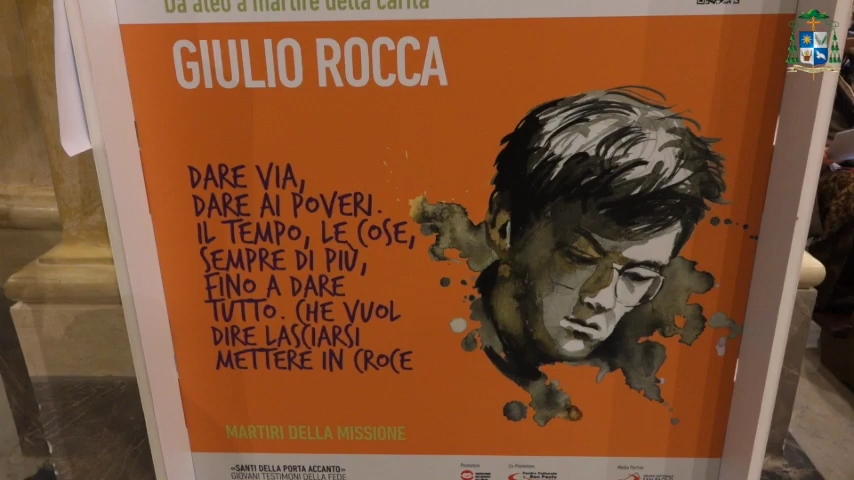 Da ateo a martire della carità
GIULIO ROCCA
DARE VIA,
DARE AI POVERI.
IL TEMPO, LE COSE,
SEMPRE DI PIÙ,
FINO A DARE
TUTTO. CHE VUOL
DIRE LASCIARSI
METTERE IN CROCE
MARTIRI DELLA MISSIONE
«SANTI DELLA PORTA ACCANTO»
GIOVANI TESTIMONI DELLA FEDE